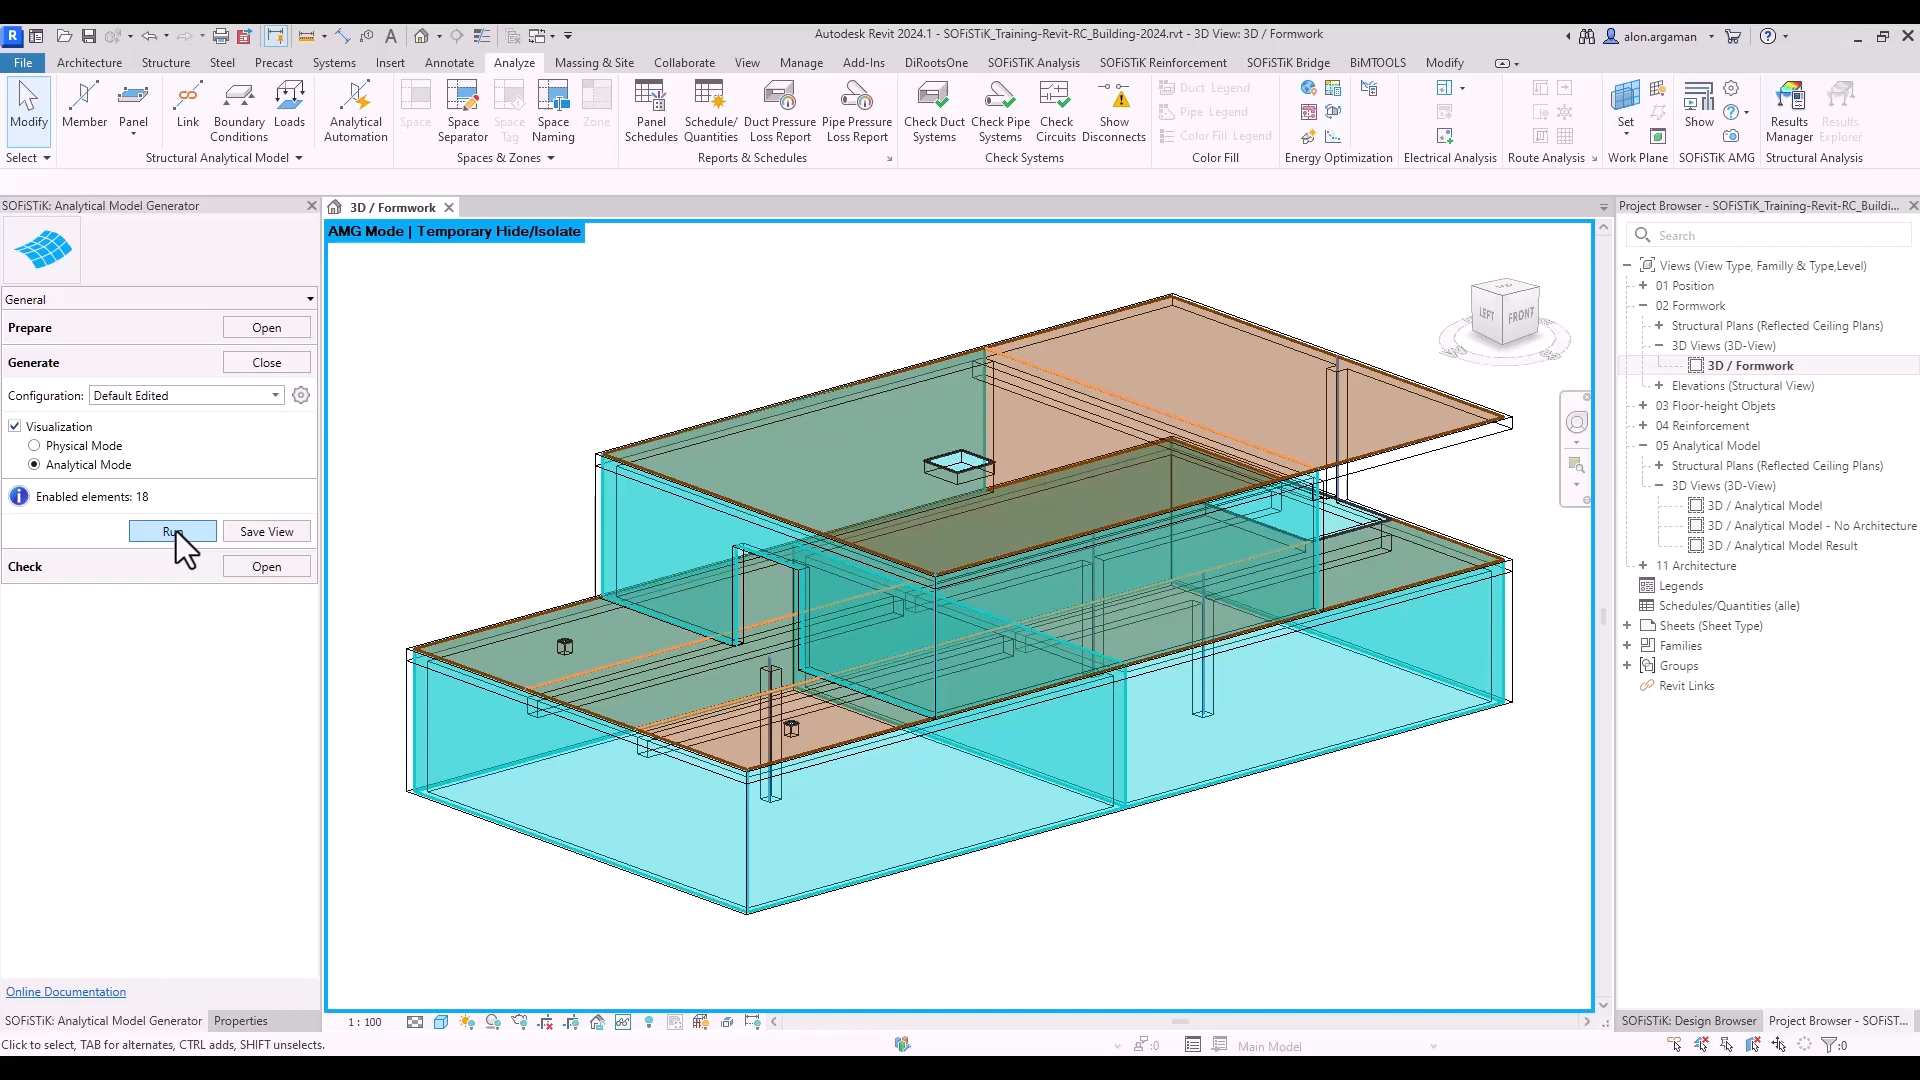 Autodesk Revit 2024.1 - SOFiSTiK_Training-Revit-RC_Building-2024.rvt - 3D View: 3D / Formwork
alon.argaman
File Architecture Structure Steel Precast Systems Insert Annotate Analyze Massing & Site Collaborate View Manage Add-Ins DiRootsOne SOFiSTiK Analysis SOFiSTiK Reinforcement SOFiSTiK Bridge BiMTOOLS Modify
Modify Member Panel Link Boundary Conditions Loads Analytical Automation Space Space Separator Space Tag Space Naming Zone Panel Schedules Schedule/ Quantities Duct Pressure Loss Report Pipe Pressure Loss Report Check Duct Systems Check Pipe Systems Check Circuits Show Disconnects
Duct Legend
Pipe Legend
Color Fill Legend
Set Show Results Manager Results Explorer
Select Structural Analytical Model Spaces & Zones Reports & Schedules Check Systems Color Fill Energy Optimization Electrical Analysis Route Analysis Work Plane SOFiSTiK AMG Structural Analysis
SOFiSTiK: Analytical Model Generator
General
Prepare Open
Generate Close
Configuration: Default Edited
Visualization
Physical Mode
Analytical Mode
Enabled elements: 18
Run Save View
Check Open
Online Documentation
SOFiSTiK: Analytical Model Generator Properties
3D / Formwork
AMG Mode | Temporary Hide/Isolate
LEFT FRONT
1 : 100
Project Browser - SOFiSTiK_Training-Revit-RC_Buildi...
Search
Views (View Type, Familly & Type,Level)
01 Position
02 Formwork
Structural Plans (Reflected Ceiling Plans)
3D Views (3D-View)
3D / Formwork
Elevations (Structural View)
03 Floor-height Objets
04 Reinforcement
05 Analytical Model
Structural Plans (Reflected Ceiling Plans)
3D Views (3D-View)
3D / Analytical Model
3D / Analytical Model - No Architecture
3D / Analytical Model Result
11 Architecture
Legends
Schedules/Quantities (alle)
Sheets (Sheet Type)
Families
Groups
Revit Links
SOFiSTiK: Design Browser Project Browser - SOFiST...
Click to select, TAB for alternates, CTRL adds, SHIFT unselects.
:0 Main Model :0